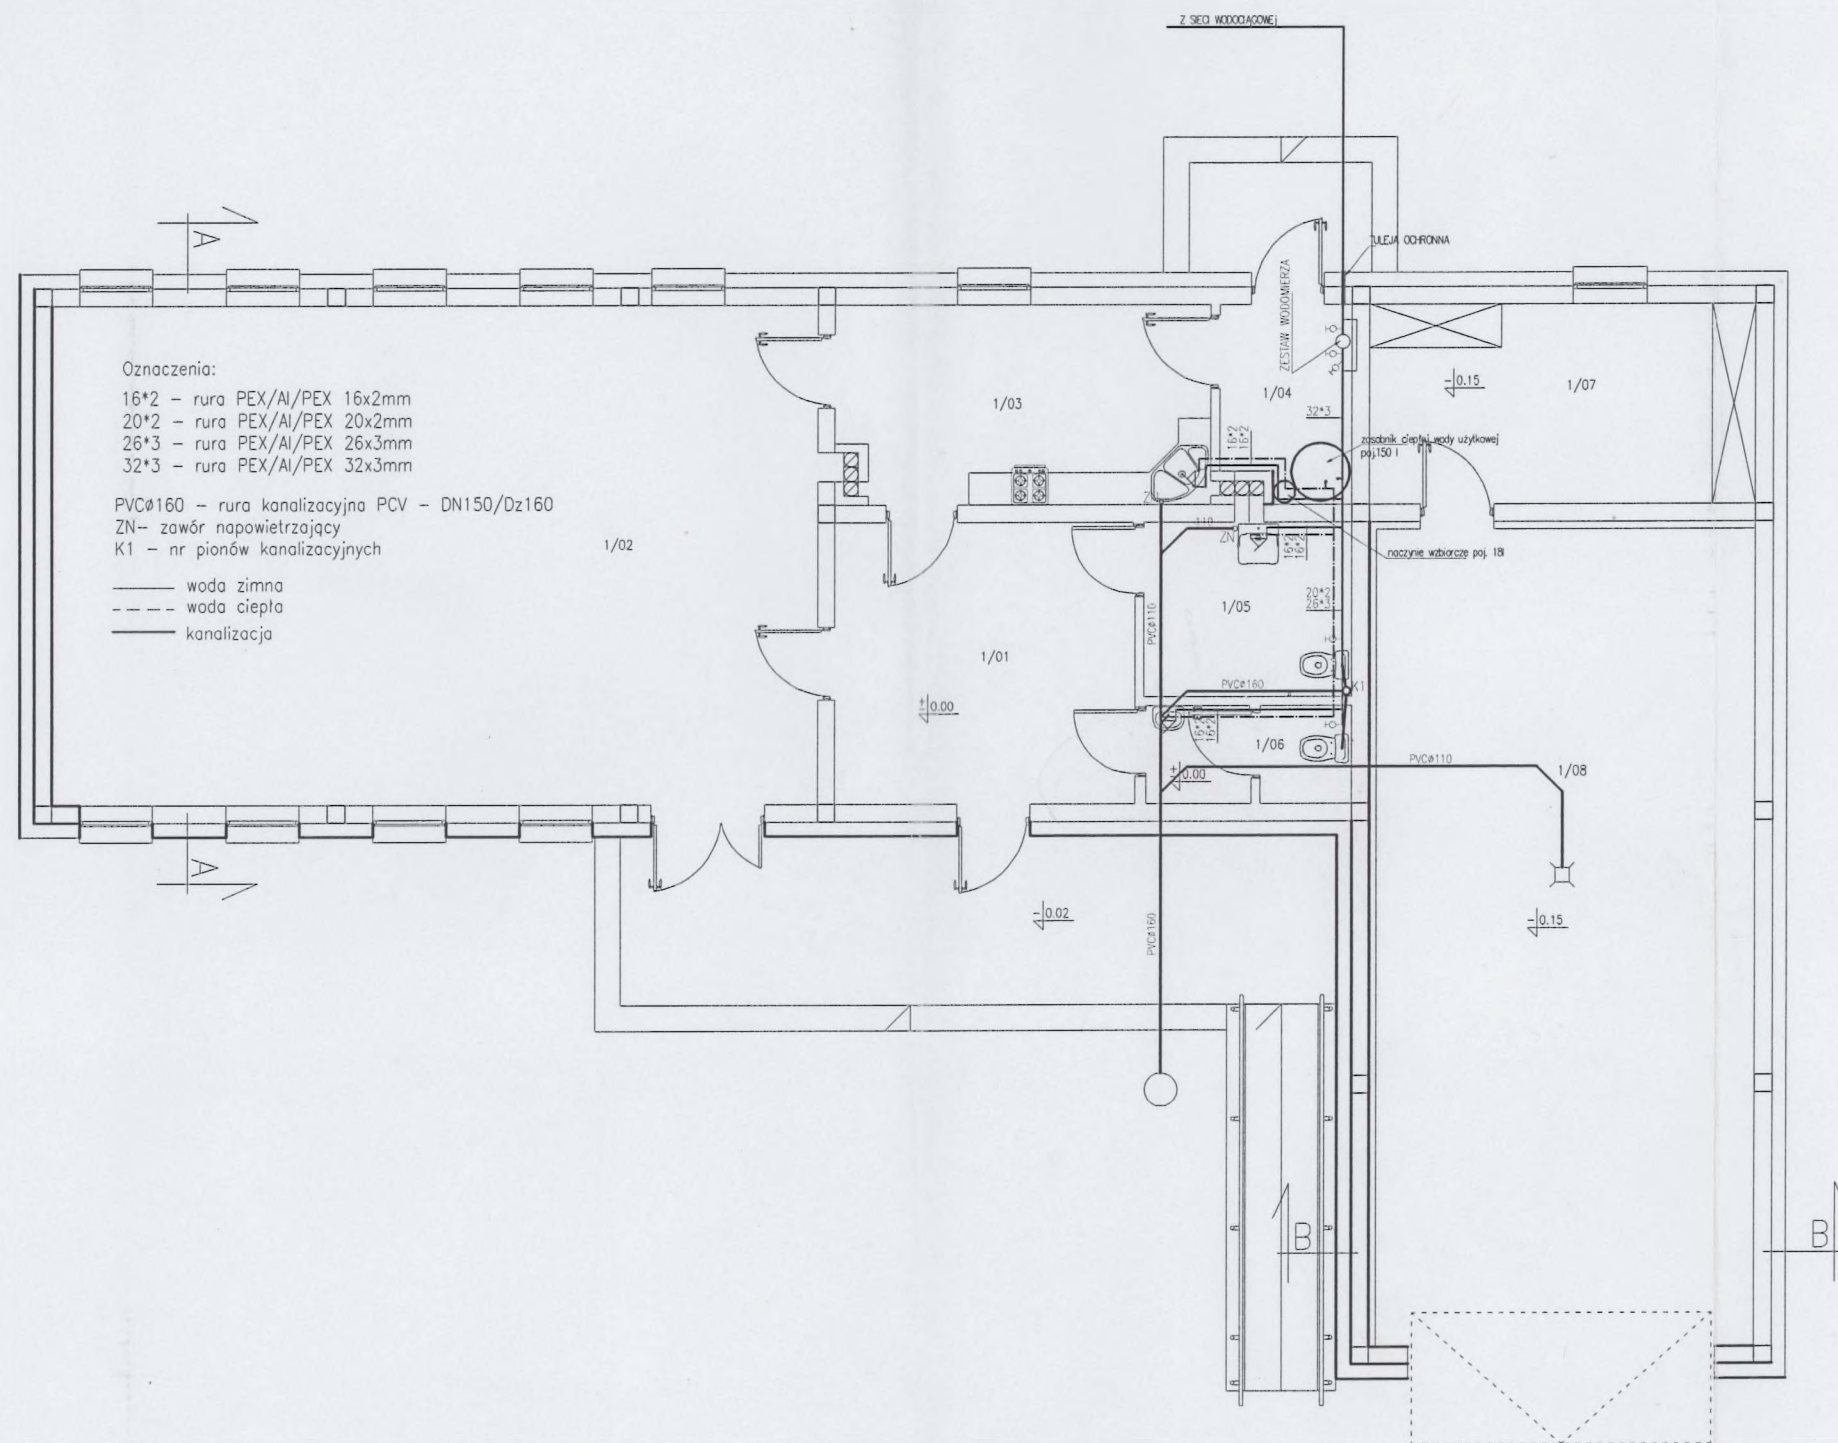 Z SIECI WODOCIĄGOWEJ
TULEJA OCHRONNA
ZESTAW WODOMIERZA
A
Oznaczenia:
16*2 – rura PEX/Al/PEX 16x2mm
20*2 – rura PEX/Al/PEX 20x2mm
26*3 – rura PEX/Al/PEX 26x3mm
32*3 – rura PEX/Al/PEX 32x3mm
PVCø160 – rura kanalizacyjna PCV – DN150/Dz160
ZN– zawór napowietrzający
K1 – nr pionów kanalizacyjnych
woda zimna
woda ciepła
kanalizacja
1/02
1/03
1/04
32*3
-0.15
1/07
16*2
16*2
zasobnik ciepłej wody użytkowej
poj.150 l
110
ZN
16*2
16*2
naczynie wzbiorcze poj. 18l
1/05
20*2
26*3
PVCø110
1/01
±0.00
PVCø160
K1
16*2
16*2
1/06
±0.00
PVCø110
1/08
A
-0.02
PVCø160
-0.15
B
B